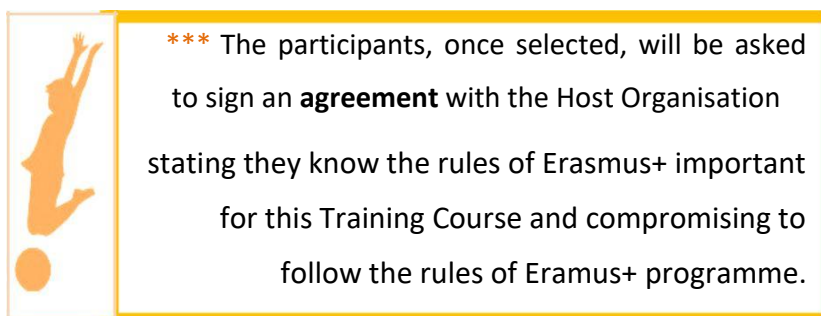 *** The participants, once selected, will be asked
to sign an agreement with the Host Organisation
stating they know the rules of Erasmus+ important
for this Training Course and compromising to
follow the rules of Eramus+ programme.